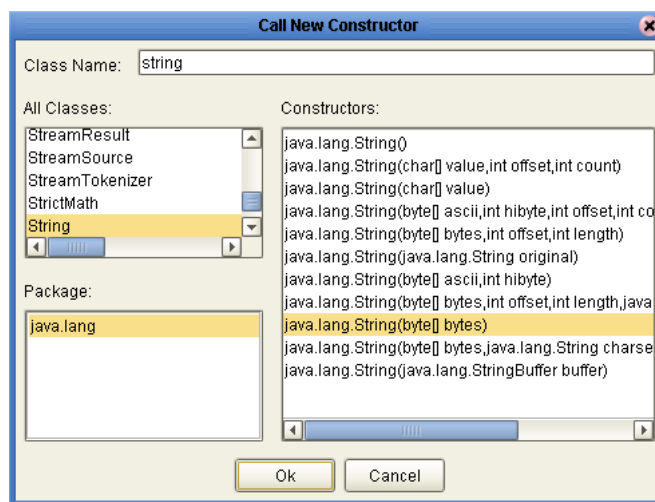 Call New Constructor
Class Name: string
All Classes:
StreamResult
StreamSource
StreamTokenizer
StrictMath
String
Package:
java.lang
Constructors:
java.lang.String()
java.lang.String(char[] value,int offset,int count)
java.lang.String(char[] value)
java.lang.String(byte[] ascii,int hibyte,int offset,int co
java.lang.String(byte[] bytes,int offset,int length)
java.lang.String(java.lang.String original)
java.lang.String(byte[] ascii,int hibyte)
java.lang.String(byte[] bytes,int offset,int length,java
java.lang.String(byte[] bytes)
java.lang.String(byte[] bytes,java.lang.String charse
java.lang.String(java.lang.StringBuffer buffer)
Ok
Cancel